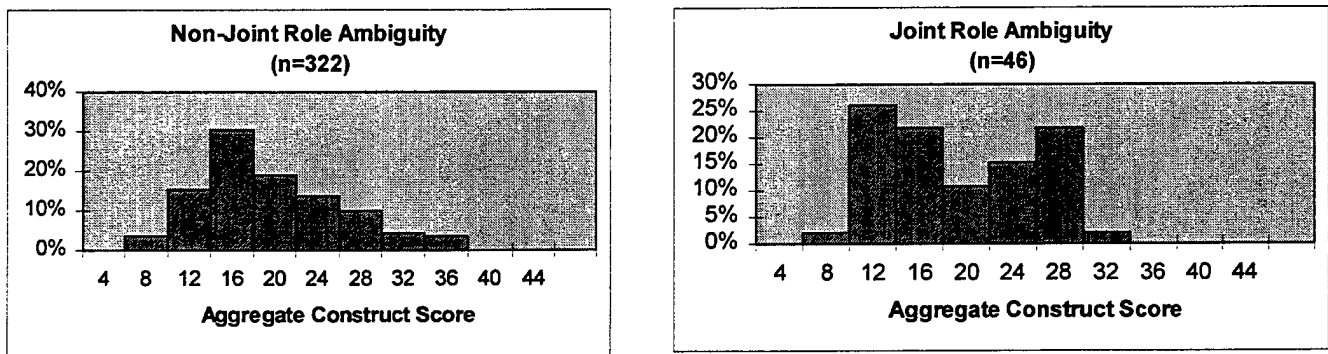 Non-Joint Role Ambiguity
(n=322)
40%
30%
20%
10%
0%
4 8 12 16 20 24 28 32 36 40 44
Aggregate Construct Score
Joint Role Ambiguity
(n=46)
30%
25%
20%
15%
10%
5%
0%
4 8 12 16 20 24 28 32 36 40 44
Aggregate Construct Score